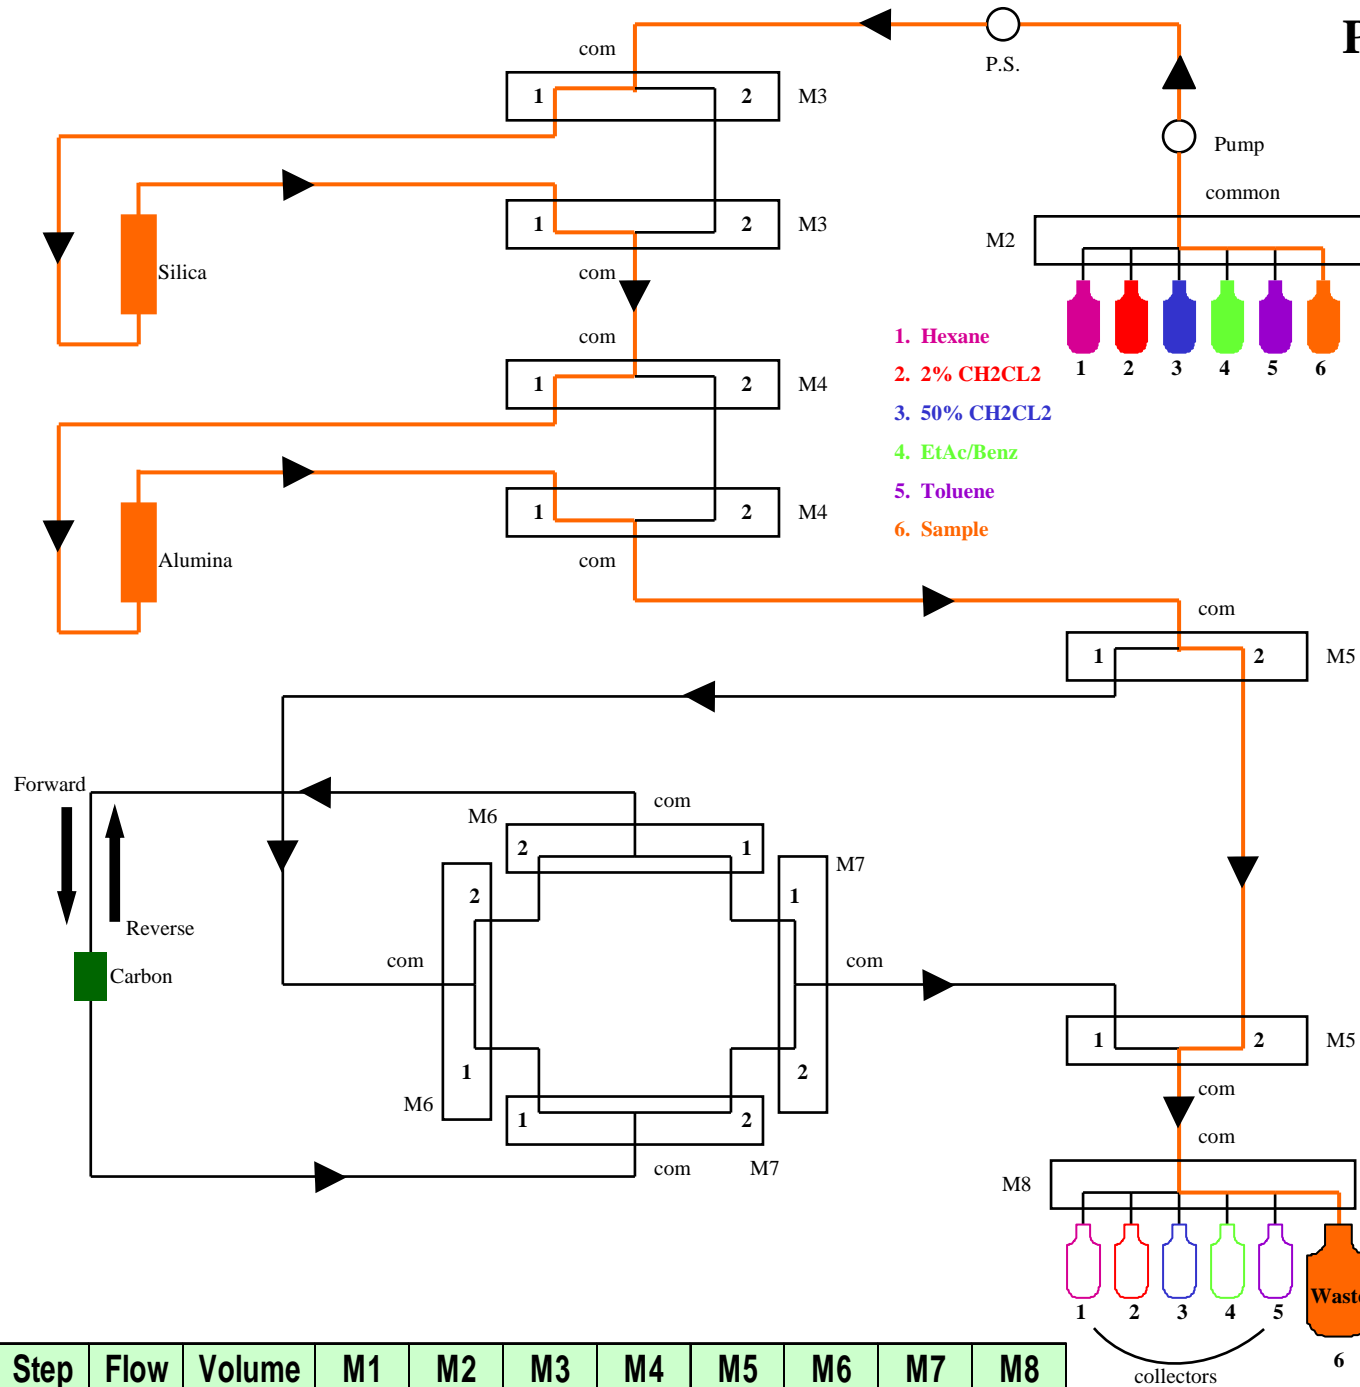 P
com
P.S.
1 2 M3
Pump
common
1 2 M3
M2
com
Silica
com
1. Hexane
2. 2% CH2CL2
3. 50% CH2CL2
4. EtAc/Benz
5. Toluene
6. Sample
1 2 3 4 5 6
1 2 M4
1 2 M4
Alumina
com
com
1 2 M5
Forward
com
M6
2 1
M7
2
1
Reverse
com
com
Carbon
1 2 M5
1
2
M6
com
1 2
com
M7
com
M8
1 2 3 4 5
Waste
6
collectors
Step Flow Volume M1 M2 M3 M4 M5 M6 M7 M8